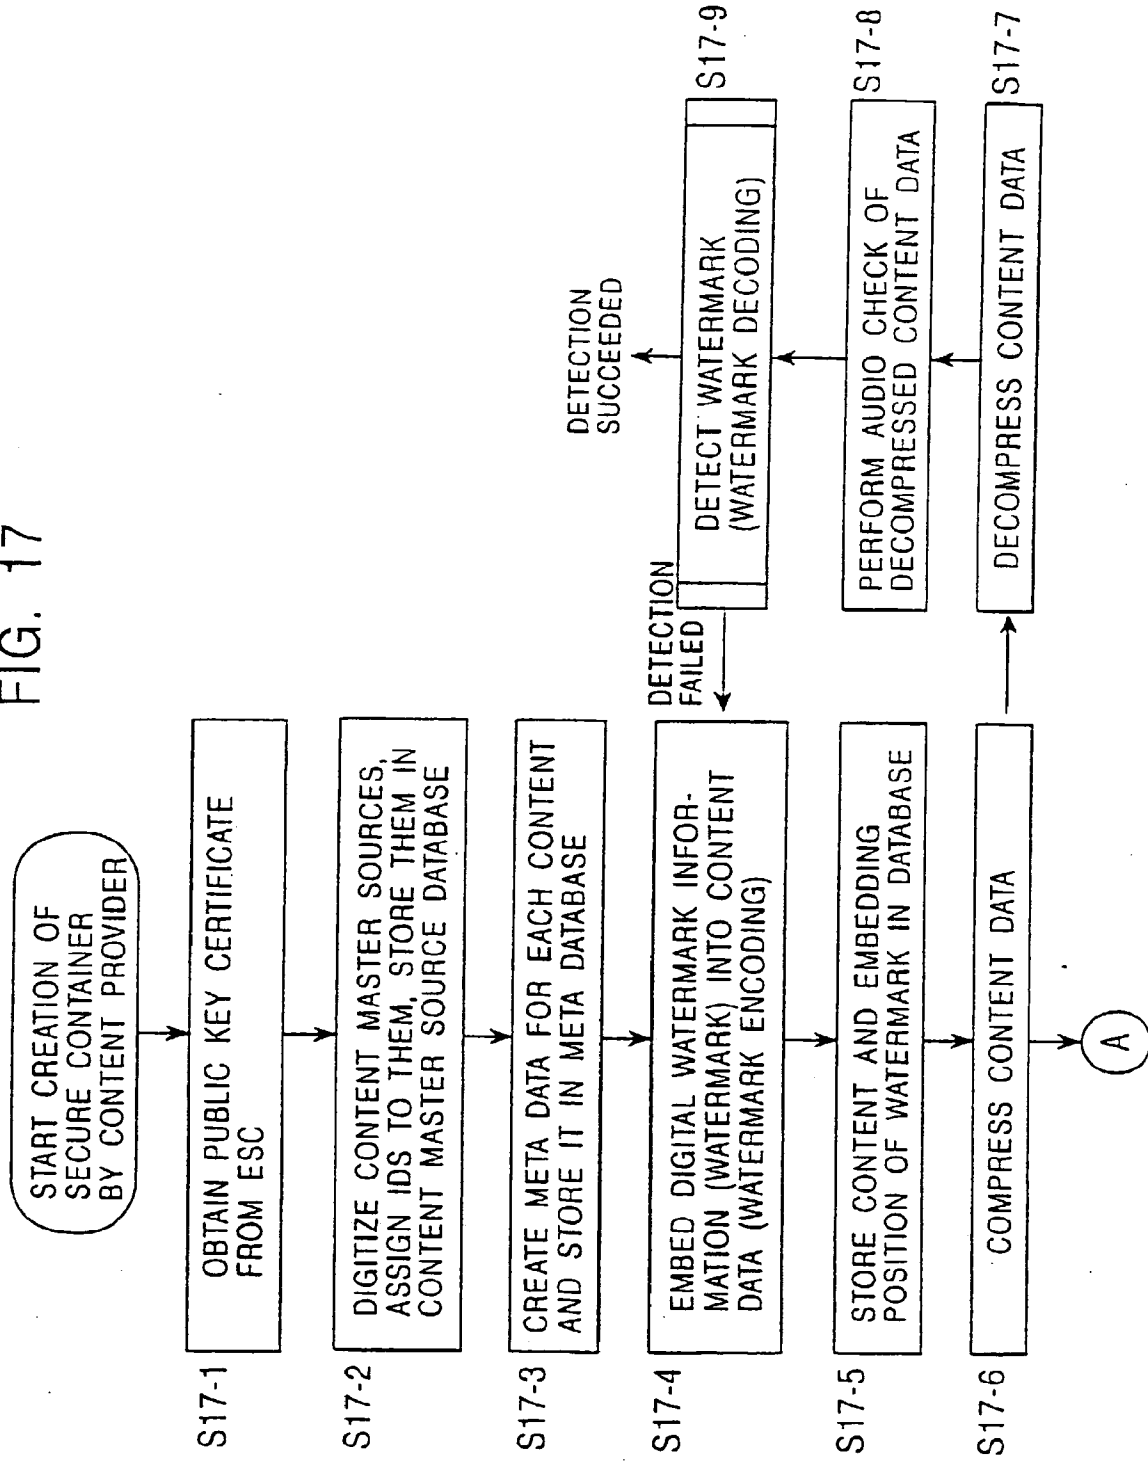 FIG. 17
START CREATION OF
SECURE CONTAINER
BY CONTENT PROVIDER
S17-1
OBTAIN PUBLIC KEY CERTIFICATE
FROM ESC
S17-2
DIGITIZE CONTENT MASTER SOURCES,
ASSIGN IDS TO THEM, STORE THEM IN
CONTENT MASTER SOURCE DATABASE
S17-3
CREATE META DATA FOR EACH CONTENT
AND STORE IT IN META DATABASE
S17-4
EMBED DIGITAL WATERMARK INFOR-
MATION (WATERMARK) INTO CONTENT
DATA (WATERMARK ENCODING)
S17-5
STORE CONTENT AND EMBEDDING
POSITION OF WATERMARK IN DATABASE
S17-6
COMPRESS CONTENT DATA
A
DETECTION
SUCCEEDED
DETECTION
FAILED
DETECT WATERMARK
(WATERMARK DECODING)
S17-9
PERFORM AUDIO CHECK OF
DECOMPRESSED CONTENT DATA
S17-8
DECOMPRESS CONTENT DATA
S17-7